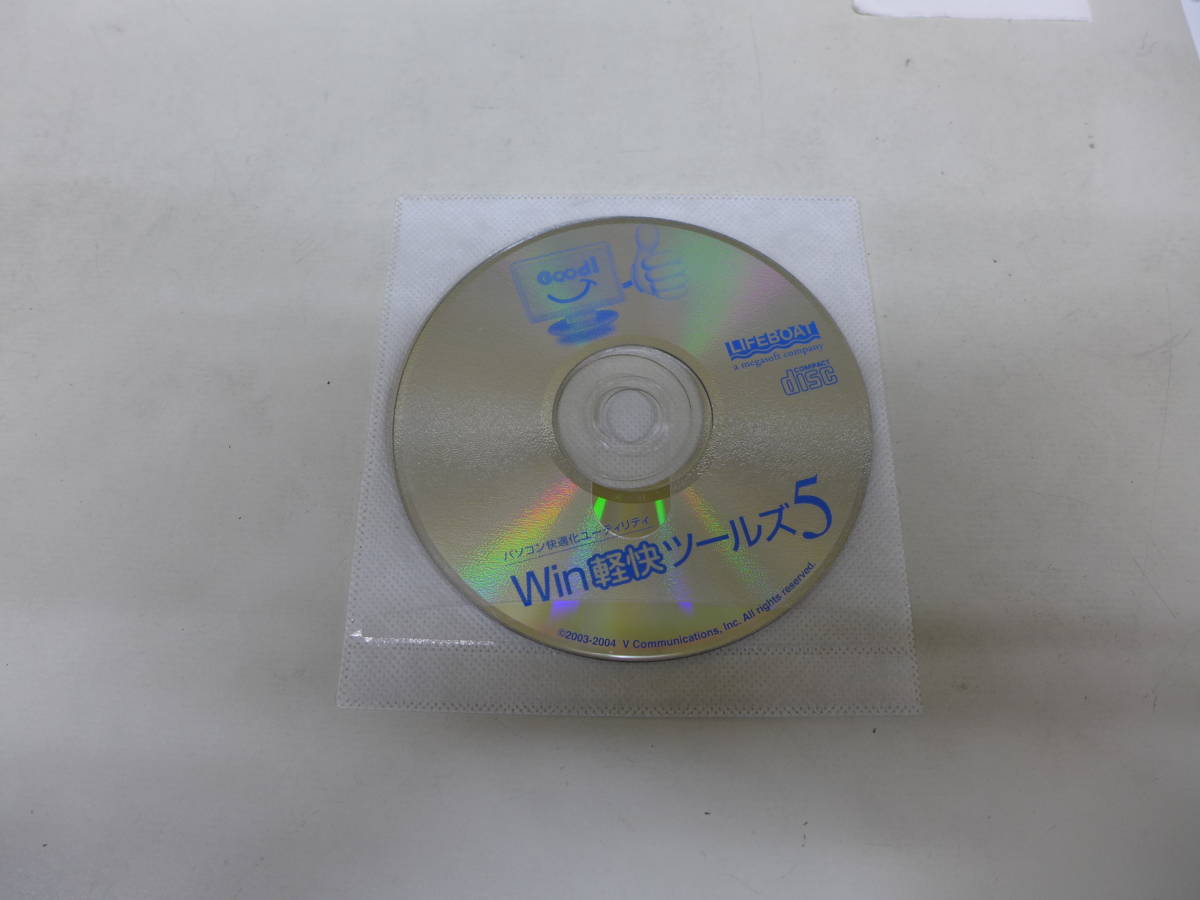 Good!
LIFEBOAT
a megasoft company
COMPACT
disc
パソコン快適化ユーティリティ
Win軽快ツールズ5
©2003-2004 V Communications, Inc. All rights reserved.